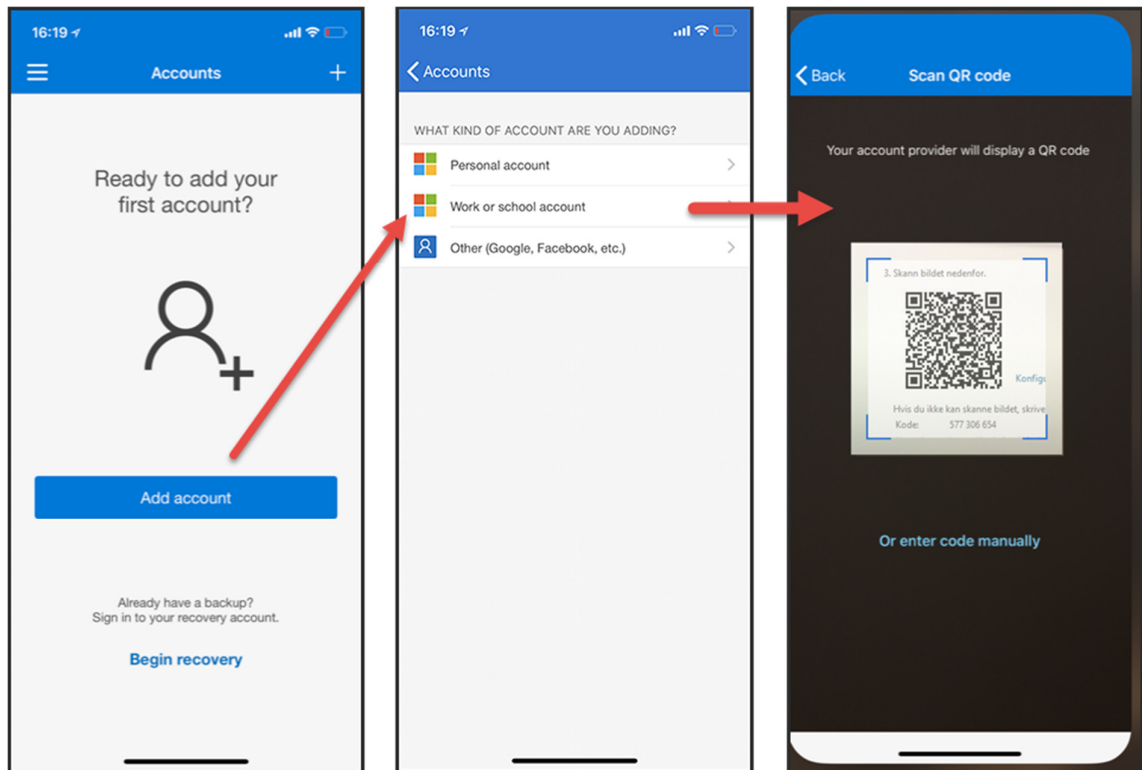 16:19
Accounts
Ready to add your
first account?
Add account
Already have a backup?
Sign in to your recovery account.
Begin recovery
16:19
Accounts
WHAT KIND OF ACCOUNT ARE YOU ADDING?
Personal account
Work or school account
Other (Google, Facebook, etc.)
Back
Scan QR code
Your account provider will display a QR code
3. Skann bildet nedenfor.
Konfigu
Hvis du ikke kan skanne bildet, skrive
Kode: 577 306 654
Or enter code manually